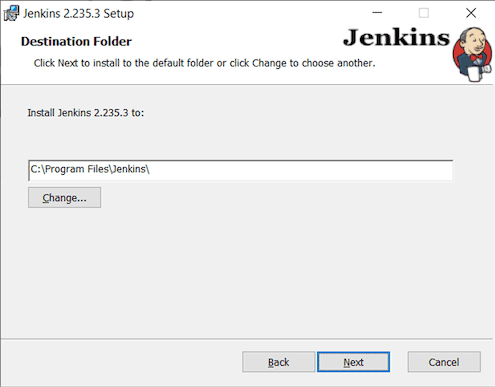 Jenkins 2.235.3 Setup
Destination Folder
Jenkins
Click Next to install to the default folder or click Change to choose another.
Install Jenkins 2.235.3 to:
C:\Program Files\Jenkins\
Change...
Back Next Cancel